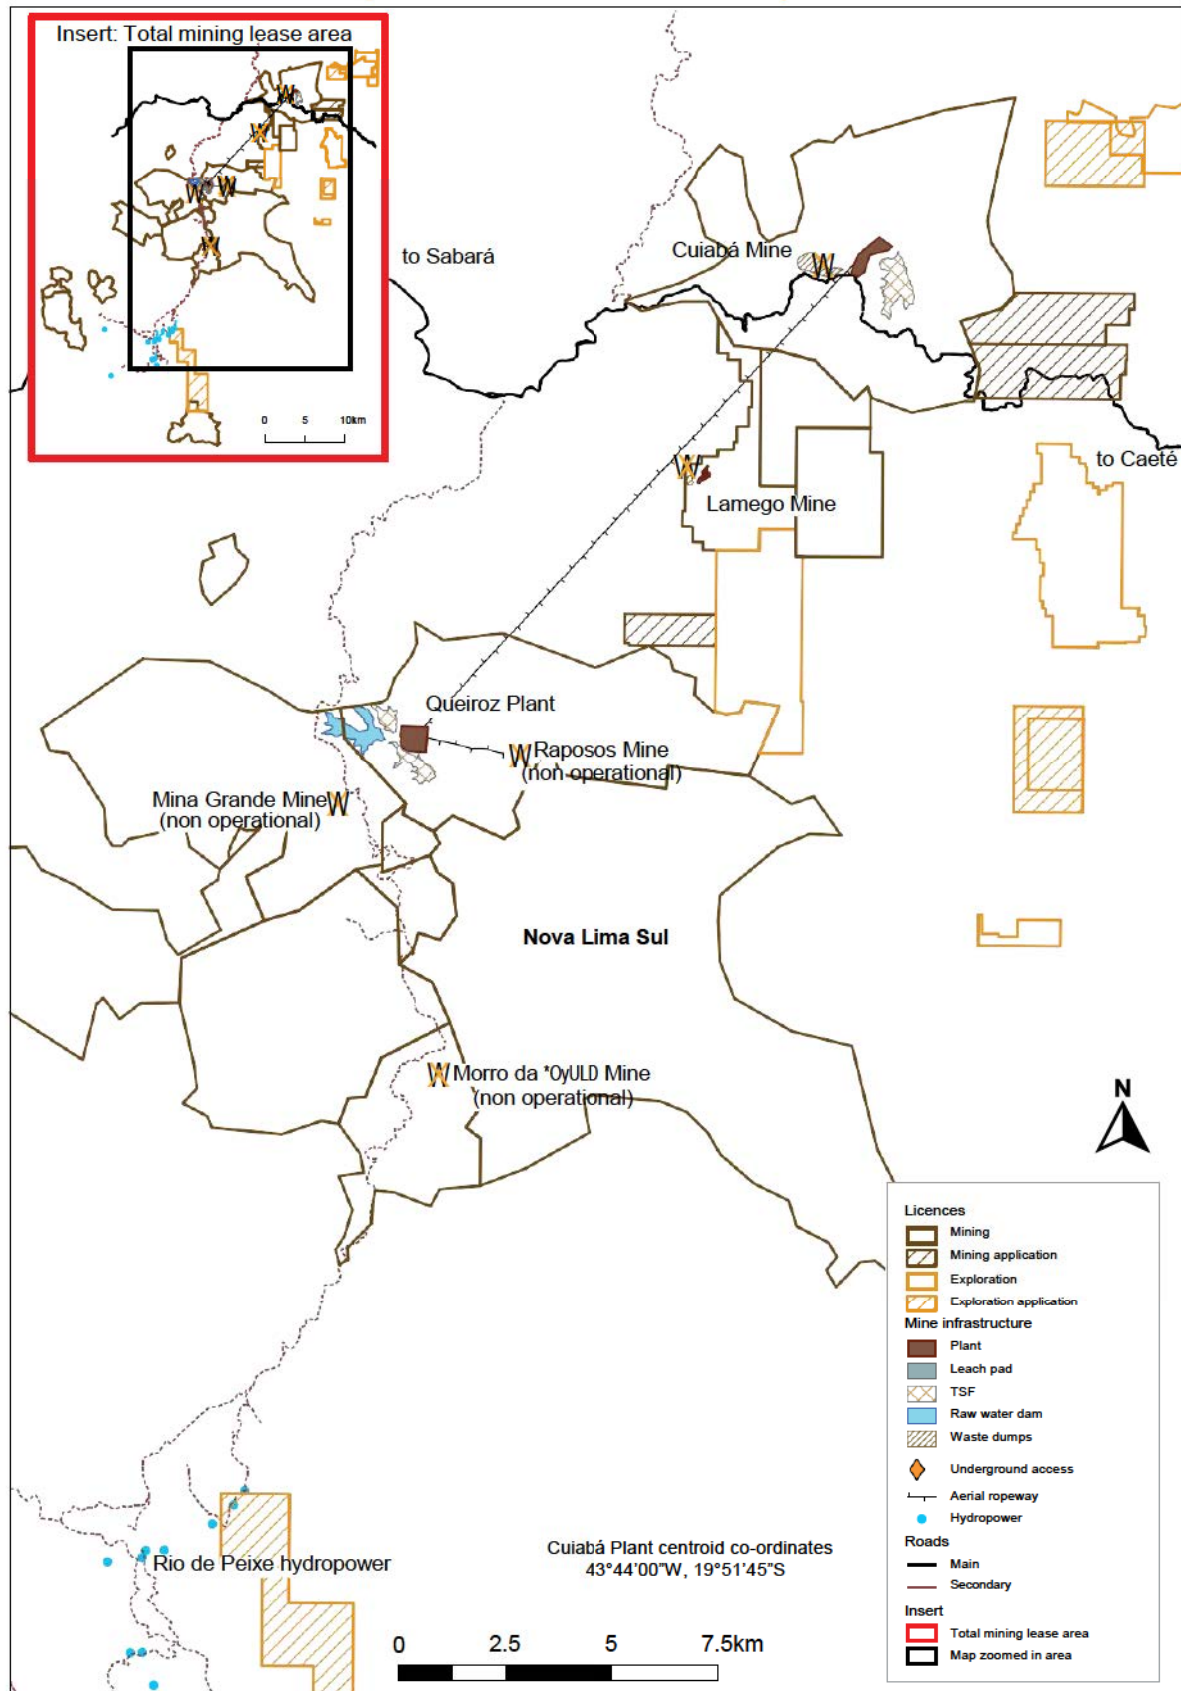 Insert: Total mining lease area
0 5 10km
to Sabará
Cuiabá Mine
to Caeté
Lamego Mine
Queiroz Plant
Raposos Mine
(non operational)
Mina Grande Mine
(non operational)
Nova Lima Sul
Morro da *OyULD Mine
(non operational)
N
Rio de Peixe hydropower
Cuiabá Plant centroid co-ordinates
43°44'00"W, 19°51'45"S
0 2.5 5 7.5km
Licences
Mining
Mining application
Exploration
Exploration application
Mine infrastructure
Plant
Leach pad
TSF
Raw water dam
Waste dumps
Underground access
Aerial ropeway
Hydropower
Roads
Main
Secondary
Insert
Total mining lease area
Map zoomed in area